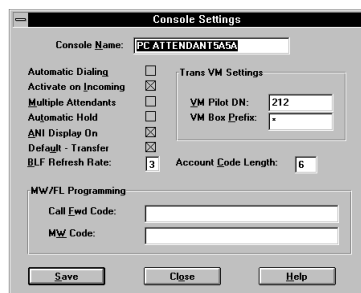 Console Settings
Console Name: PC ATTENDANT5A5A
Automatic Dialing
Activate on Incoming
Multiple Attendants
Automatic Hold
ANI Display On
Default - Transfer
BLF Refresh Rate: 3
Trans VM Settings
VM Pilot DN: 212
VM Box Prefix: *
Account Code Length: 6
MW/FL Programming
Call Fwd Code:
MW Code:
Save Close Help